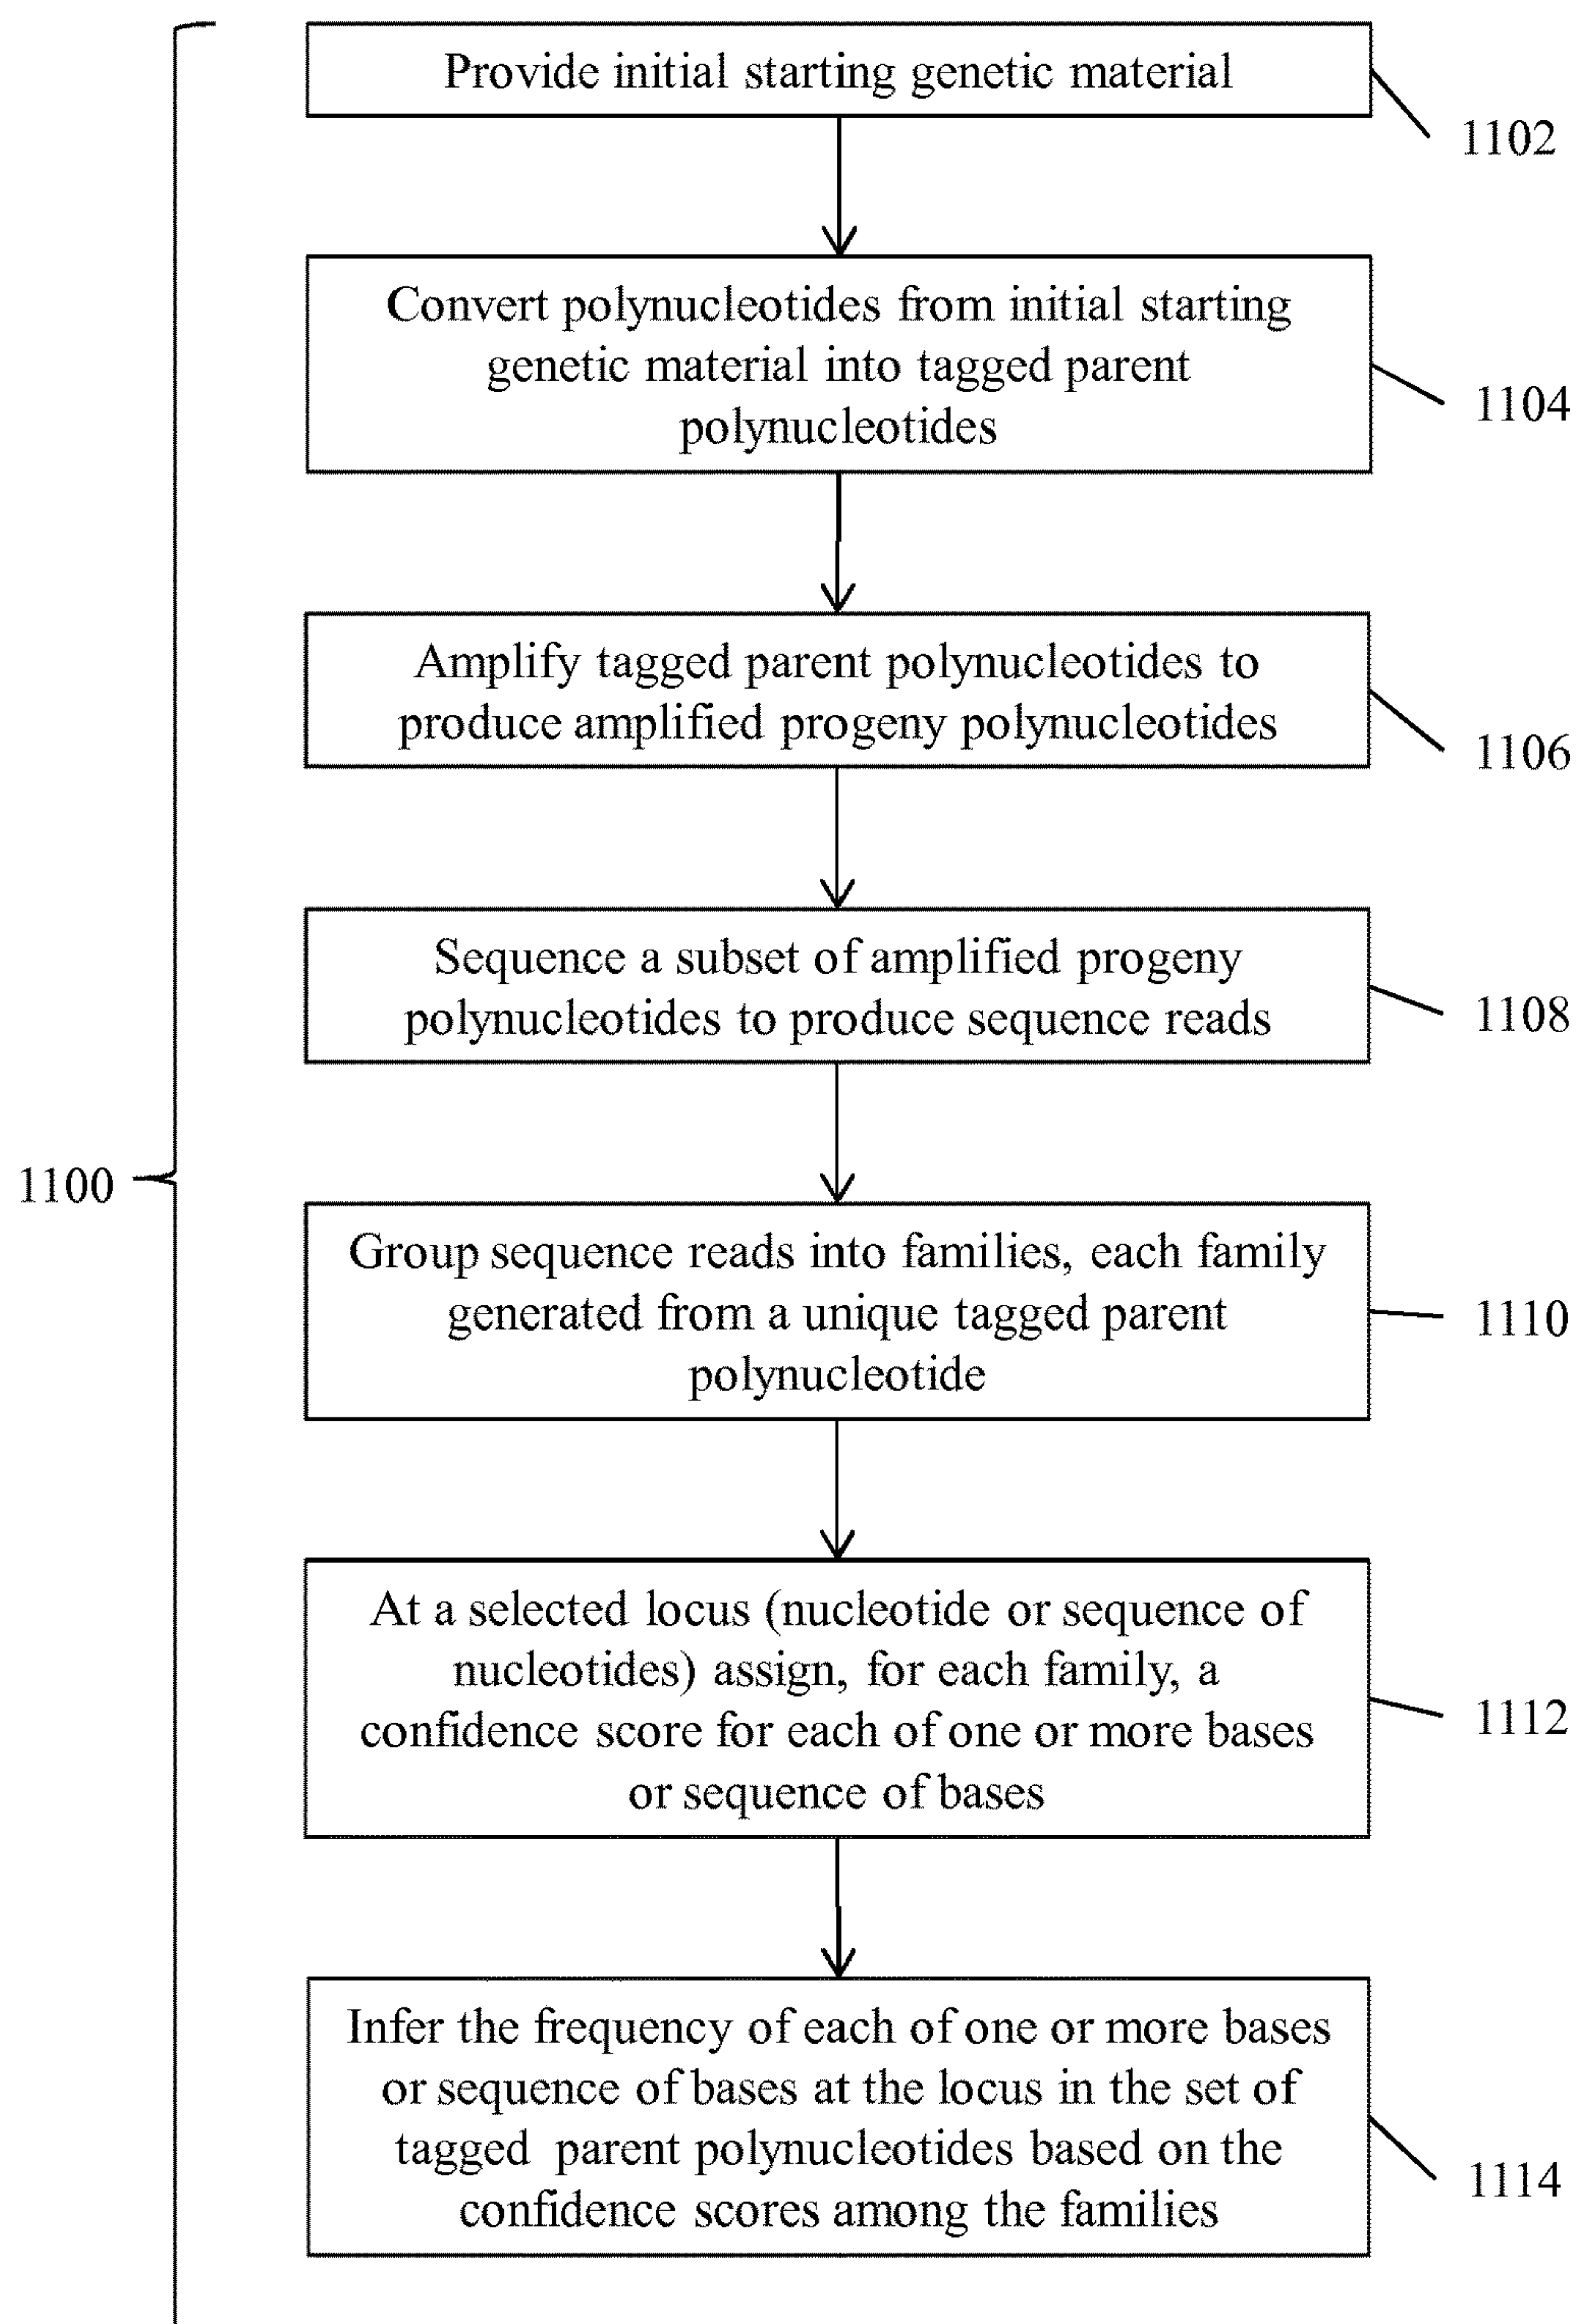 Provide initial starting genetic material
1102
Convert polynucleotides from initial starting
genetic material into tagged parent
polynucleotides
1104
Amplify tagged parent polynucleotides to
produce amplified progeny polynucleotides
1106
Sequence a subset of amplified progeny
polynucleotides to produce sequence reads
1108
1100
Group sequence reads into families, each family
generated from a unique tagged parent
polynucleotide
1110
At a selected locus (nucleotide or sequence of
nucleotides) assign, for each family, a
confidence score for each of one or more bases
or sequence of bases
1112
Infer the frequency of each of one or more bases
or sequence of bases at the locus in the set of
tagged parent polynucleotides based on the
confidence scores among the families
1114